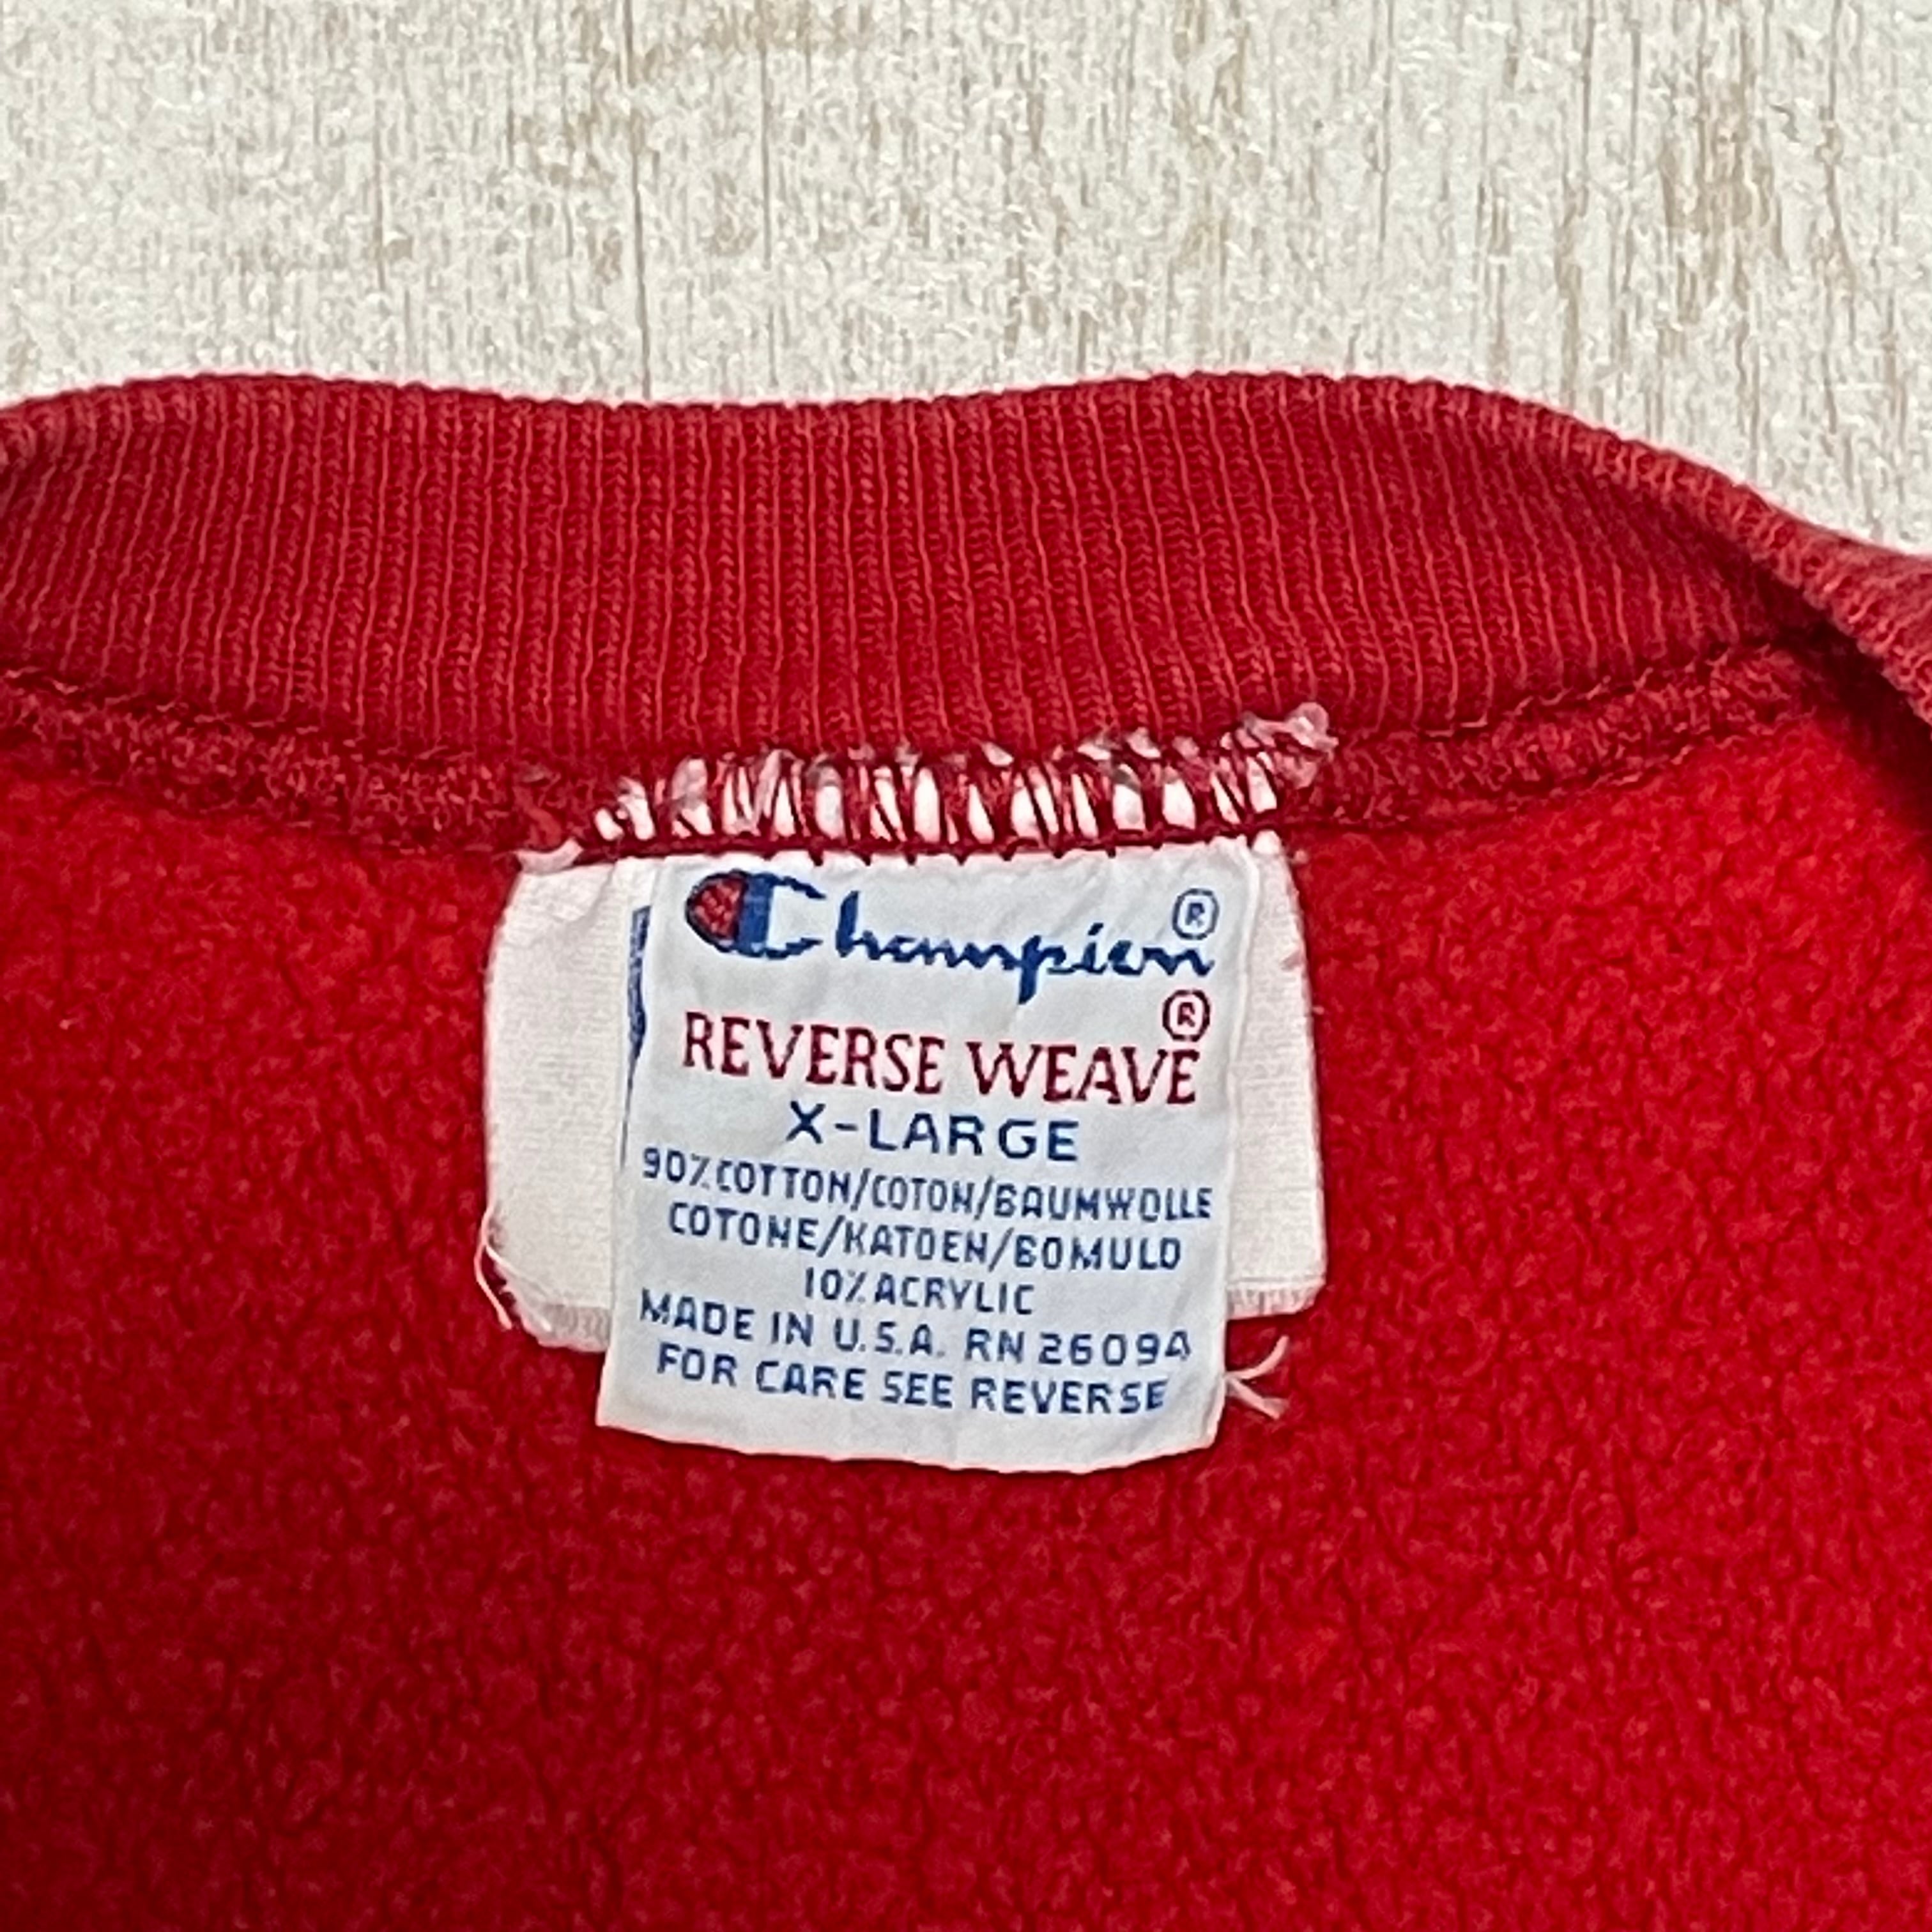 Champion®
REVERSE WEAVE®
X-LARGE
90% COTTON/COTON/BAUMWOLLE
COTONE/KATOEN/BOMULD
10% ACRYLIC
MADE IN U.S.A. RN 26094
FOR CARE SEE REVERSE